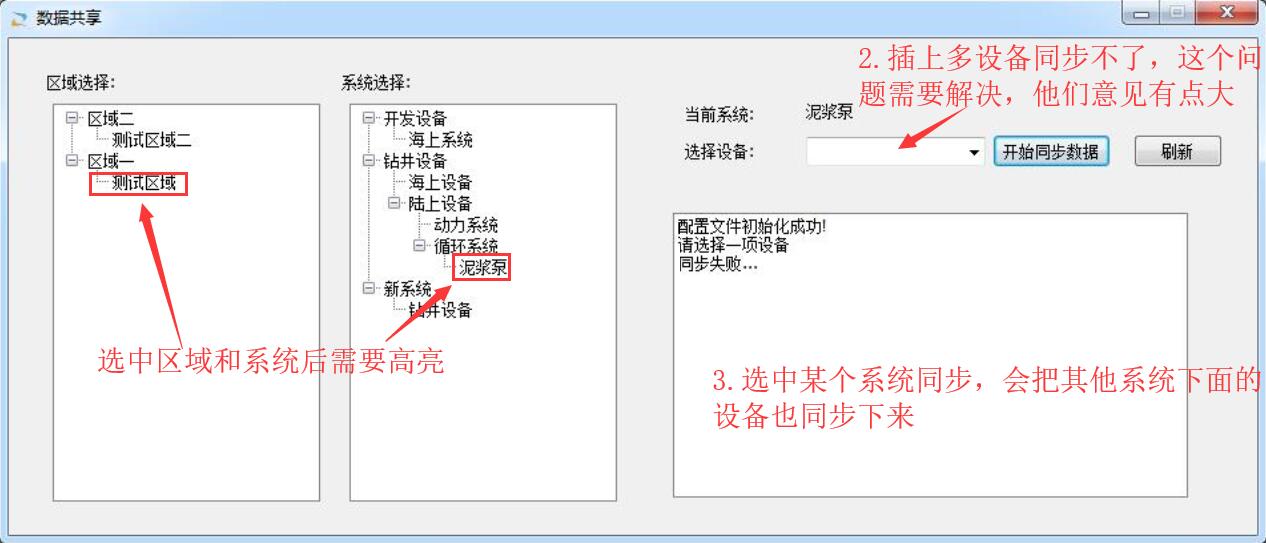 数据共享
区域选择:
区域二
测试区域二
区域一
测试区域
系统选择:
开发设备
海上系统
钻井设备
海上设备
陆上设备
动力系统
循环系统
泥浆泵
新系统
钻井设备
选中区域和系统后需要高亮
2.插上多设备同步不了，这个问
题需要解决，他们意见有点大
当前系统: 泥浆泵
选择设备: 开始同步数据 刷新
配置文件初始化成功!
请选择一项设备
同步失败...
3.选中某个系统同步，会把其他系统下面的
设备也同步下来